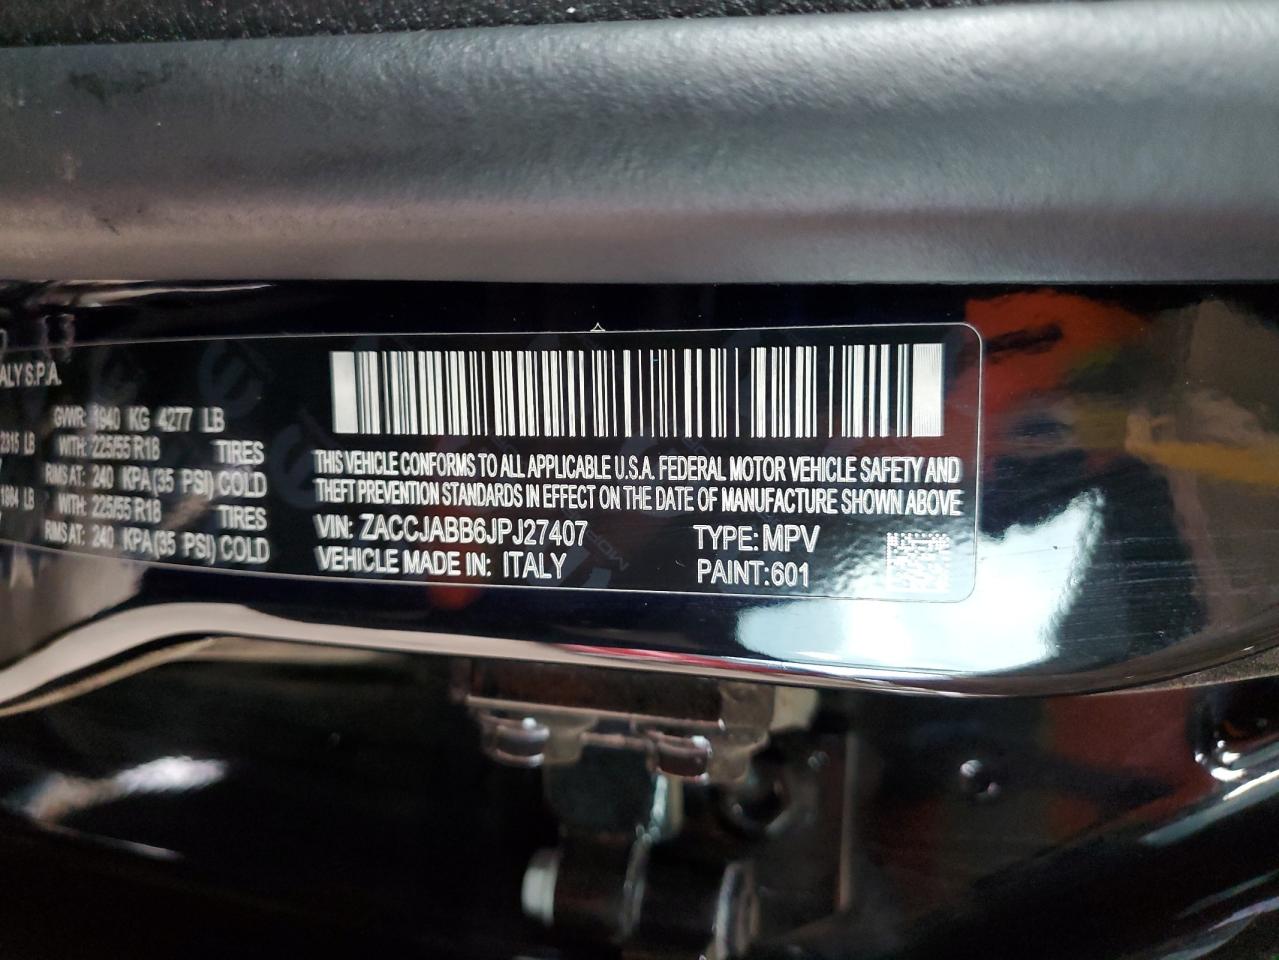 ALY S.P.A.
GVWR: 1940 KG 4277 LB
2315 LB WITH: 225/55 R18 TIRES
RIMS AT: 240 KPA(35 PSI) COLD
1984 LB WITH: 225/55 R18 TIRES
RIMS AT: 240 KPA(35 PSI) COLD
THIS VEHICLE CONFORMS TO ALL APPLICABLE U.S.A. FEDERAL MOTOR VEHICLE SAFETY AND
THEFT PREVENTION STANDARDS IN EFFECT ON THE DATE OF MANUFACTURE SHOWN ABOVE
VIN: ZACCJABB6JPJ27407 TYPE: MPV
VEHICLE MADE IN: ITALY PAINT:601